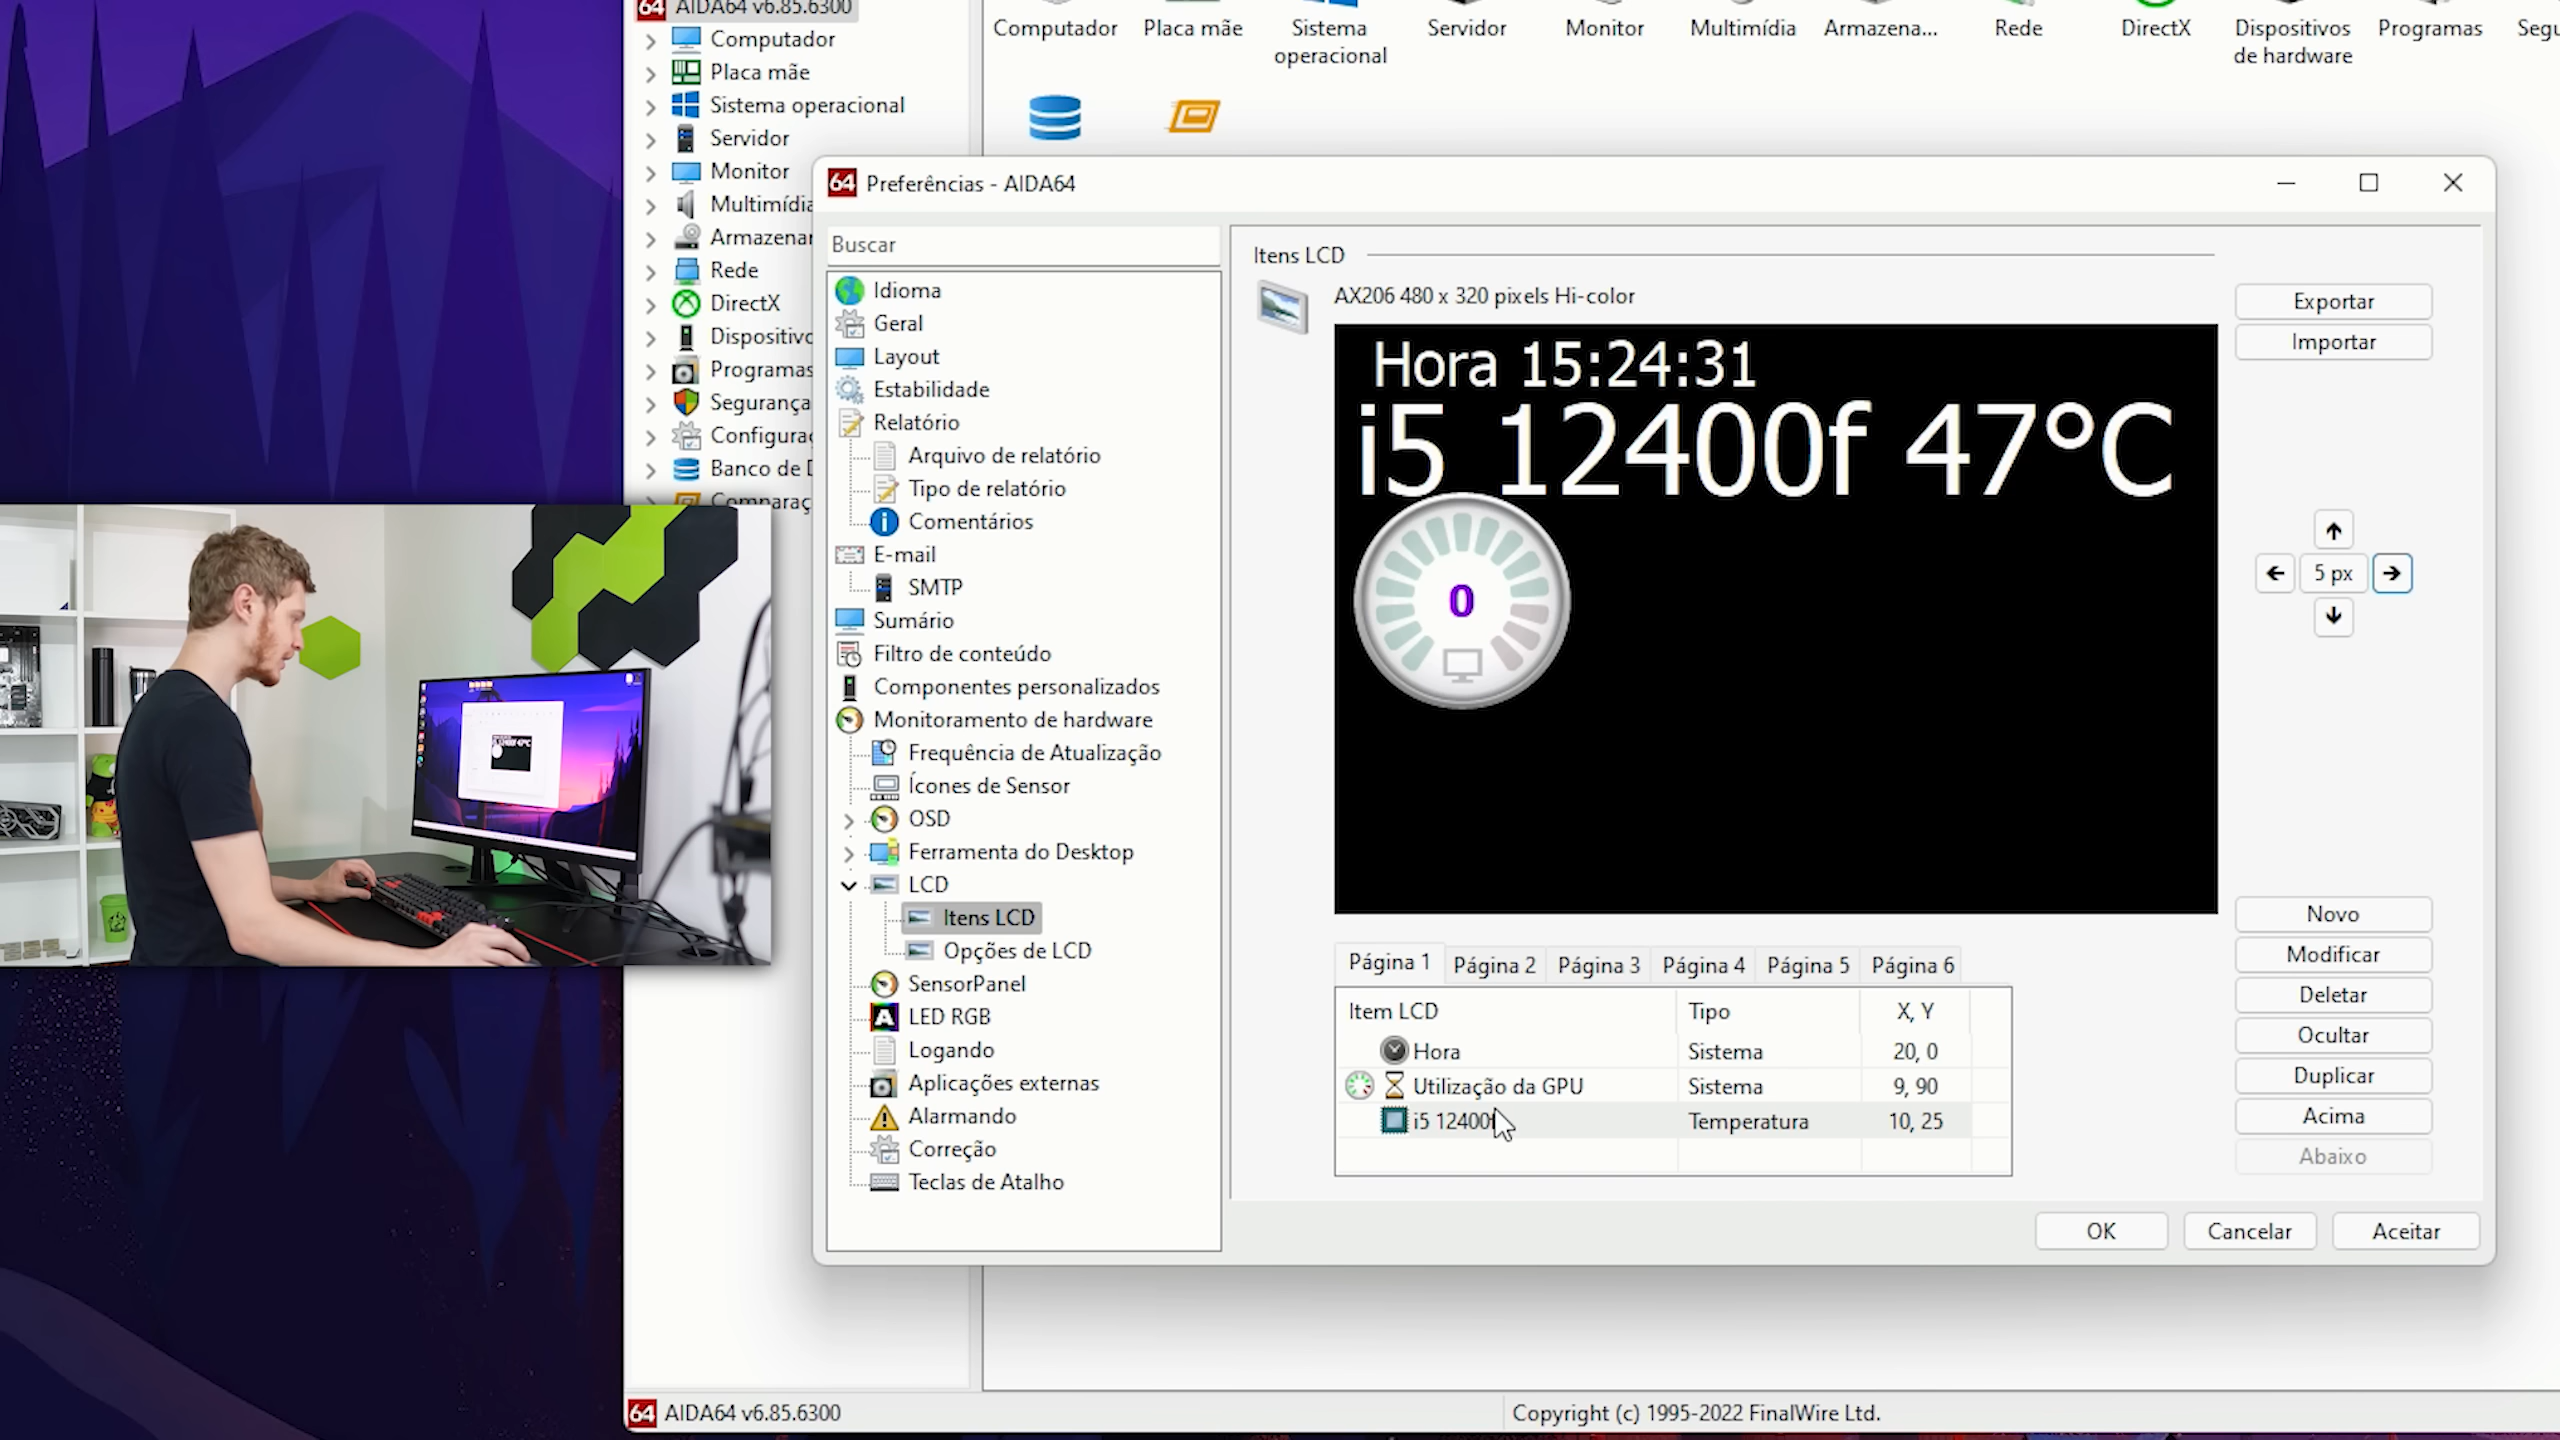 64 AIDA64 v6.85.6300
Computador
Placa mãe
Sistema operacional
Servidor
Monitor
Multimídia
Armazenar
Rede
DirectX
Dispositivo
Programas
Segurança
Configuraç
Banco de D
Comparaç
Computador
Placa mãe
Sistema
operacional
Servidor
Monitor
Multimídia
Armazena...
Rede
DirectX
Dispositivos
de hardware
Programas
Segu
64 Preferências - AIDA64
Buscar
Idioma
Geral
Layout
Estabilidade
Relatório
Arquivo de relatório
Tipo de relatório
Comentários
E-mail
SMTP
Sumário
Filtro de conteúdo
Componentes personalizados
Monitoramento de hardware
Frequência de Atualização
Ícones de Sensor
OSD
Ferramenta do Desktop
LCD
Itens LCD
Opções de LCD
SensorPanel
LED RGB
Logando
Aplicações externas
Alarmando
Correção
Teclas de Atalho
Itens LCD
AX206 480 x 320 pixels Hi-color
Hora 15:24:31
i5 12400f 47°C
0
Exportar
Importar
5 px
Novo
Modificar
Deletar
Ocultar
Duplicar
Acima
Abaixo
Página 1 Página 2 Página 3 Página 4 Página 5 Página 6
Item LCD Tipo X, Y
Hora Sistema 20, 0
Utilização da GPU Sistema 9, 90
i5 12400f Temperatura 10, 25
OK Cancelar Aceitar
64 AIDA64 v6.85.6300
Copyright (c) 1995-2022 FinalWire Ltd.